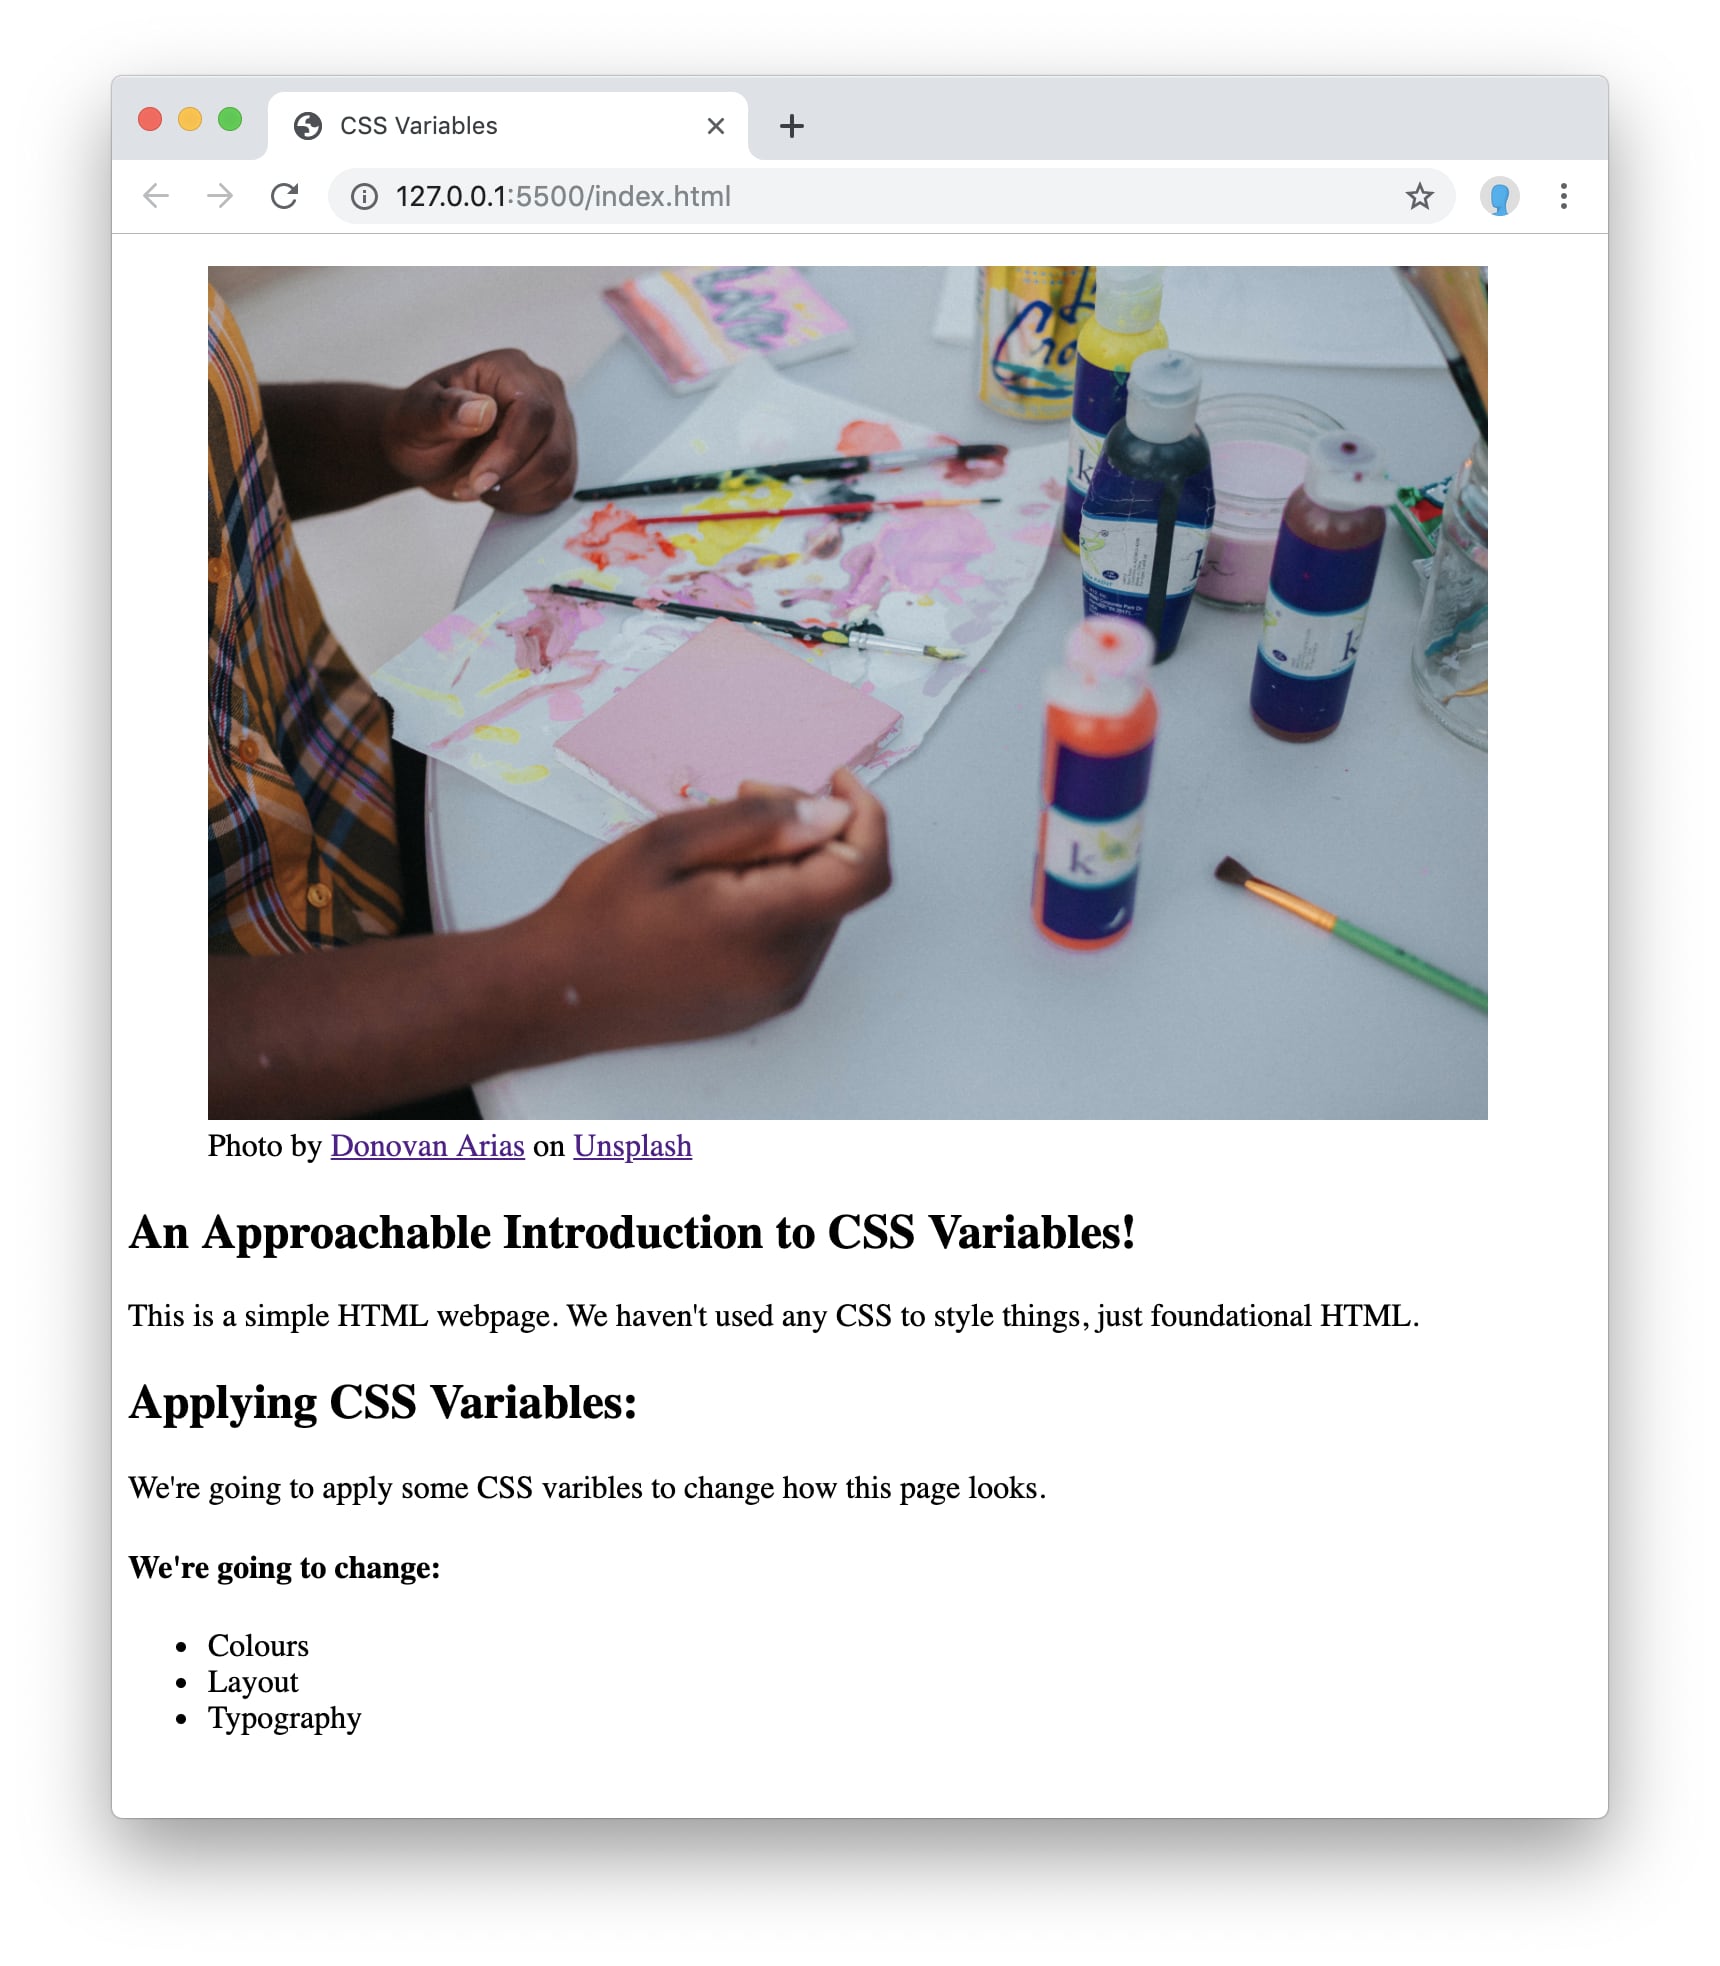 CSS Variables
127.0.0.1:5500/index.html
La
Cro
k
k
k
k
Photo by Donovan Arias on Unsplash
An Approachable Introduction to CSS Variables!
This is a simple HTML webpage. We haven't used any CSS to style things, just foundational HTML.
Applying CSS Variables:
We're going to apply some CSS varibles to change how this page looks.
We're going to change:
• Colours
• Layout
• Typography